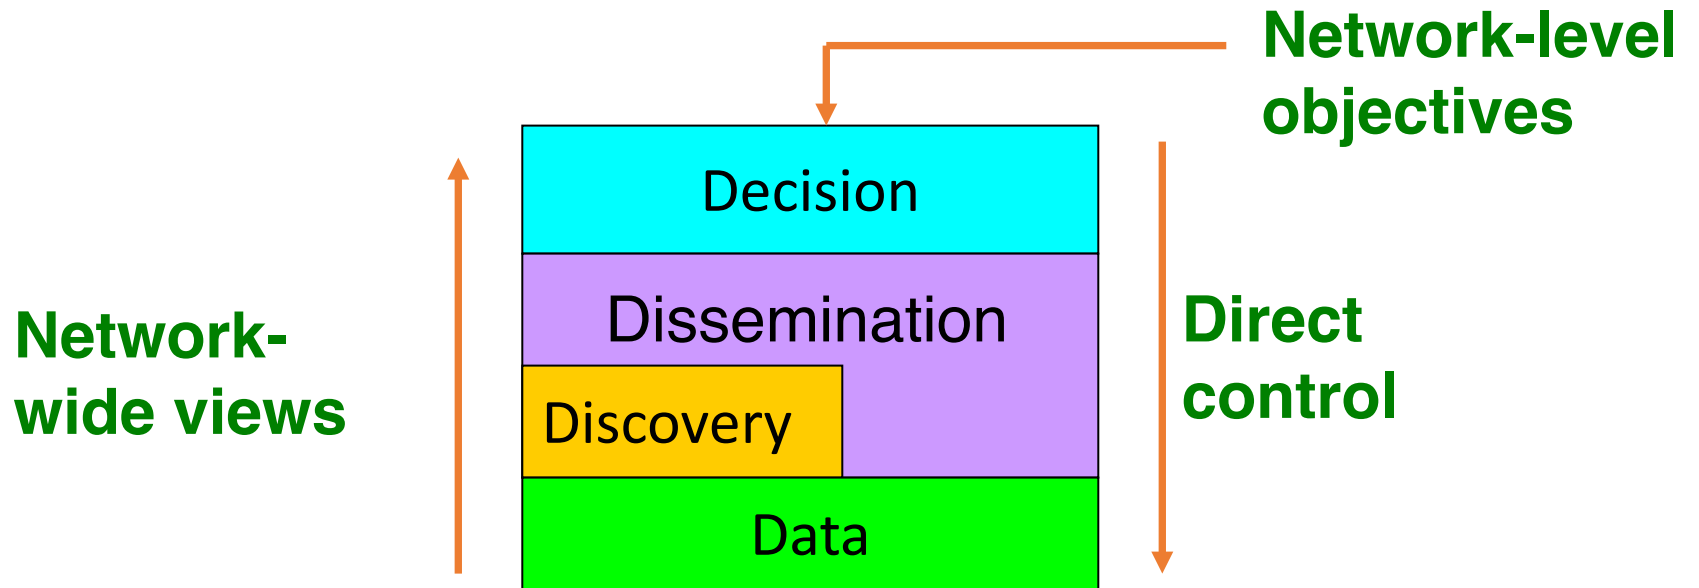 Network-level
objectives
Decision
Dissemination
Network-
wide views
Direct
control
Discovery
Data